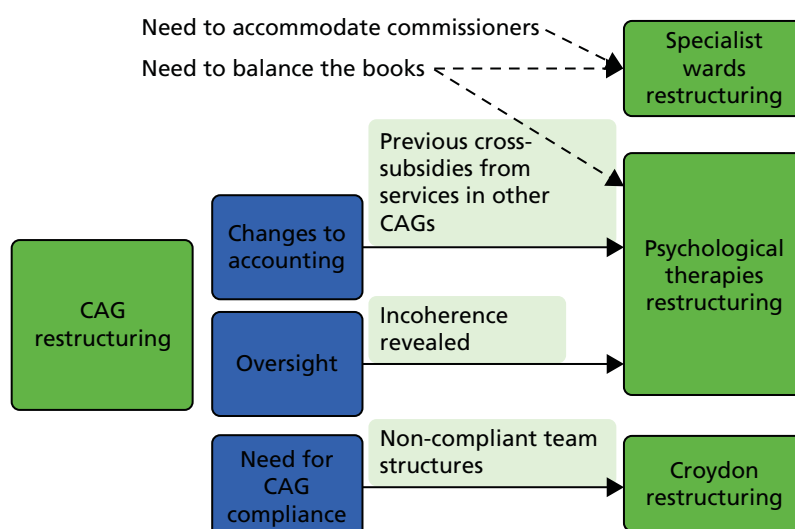 Need to accommodate commissioners
Need to balance the books
Specialist
wards
restructuring
Previous cross-
subsidies from
services in other
CAGs
Changes to
accounting
Psychological
therapies
restructuring
CAG
restructuring
Incoherence
revealed
Oversight
Non-compliant team
structures
Need for
CAG
compliance
Croydon
restructuring